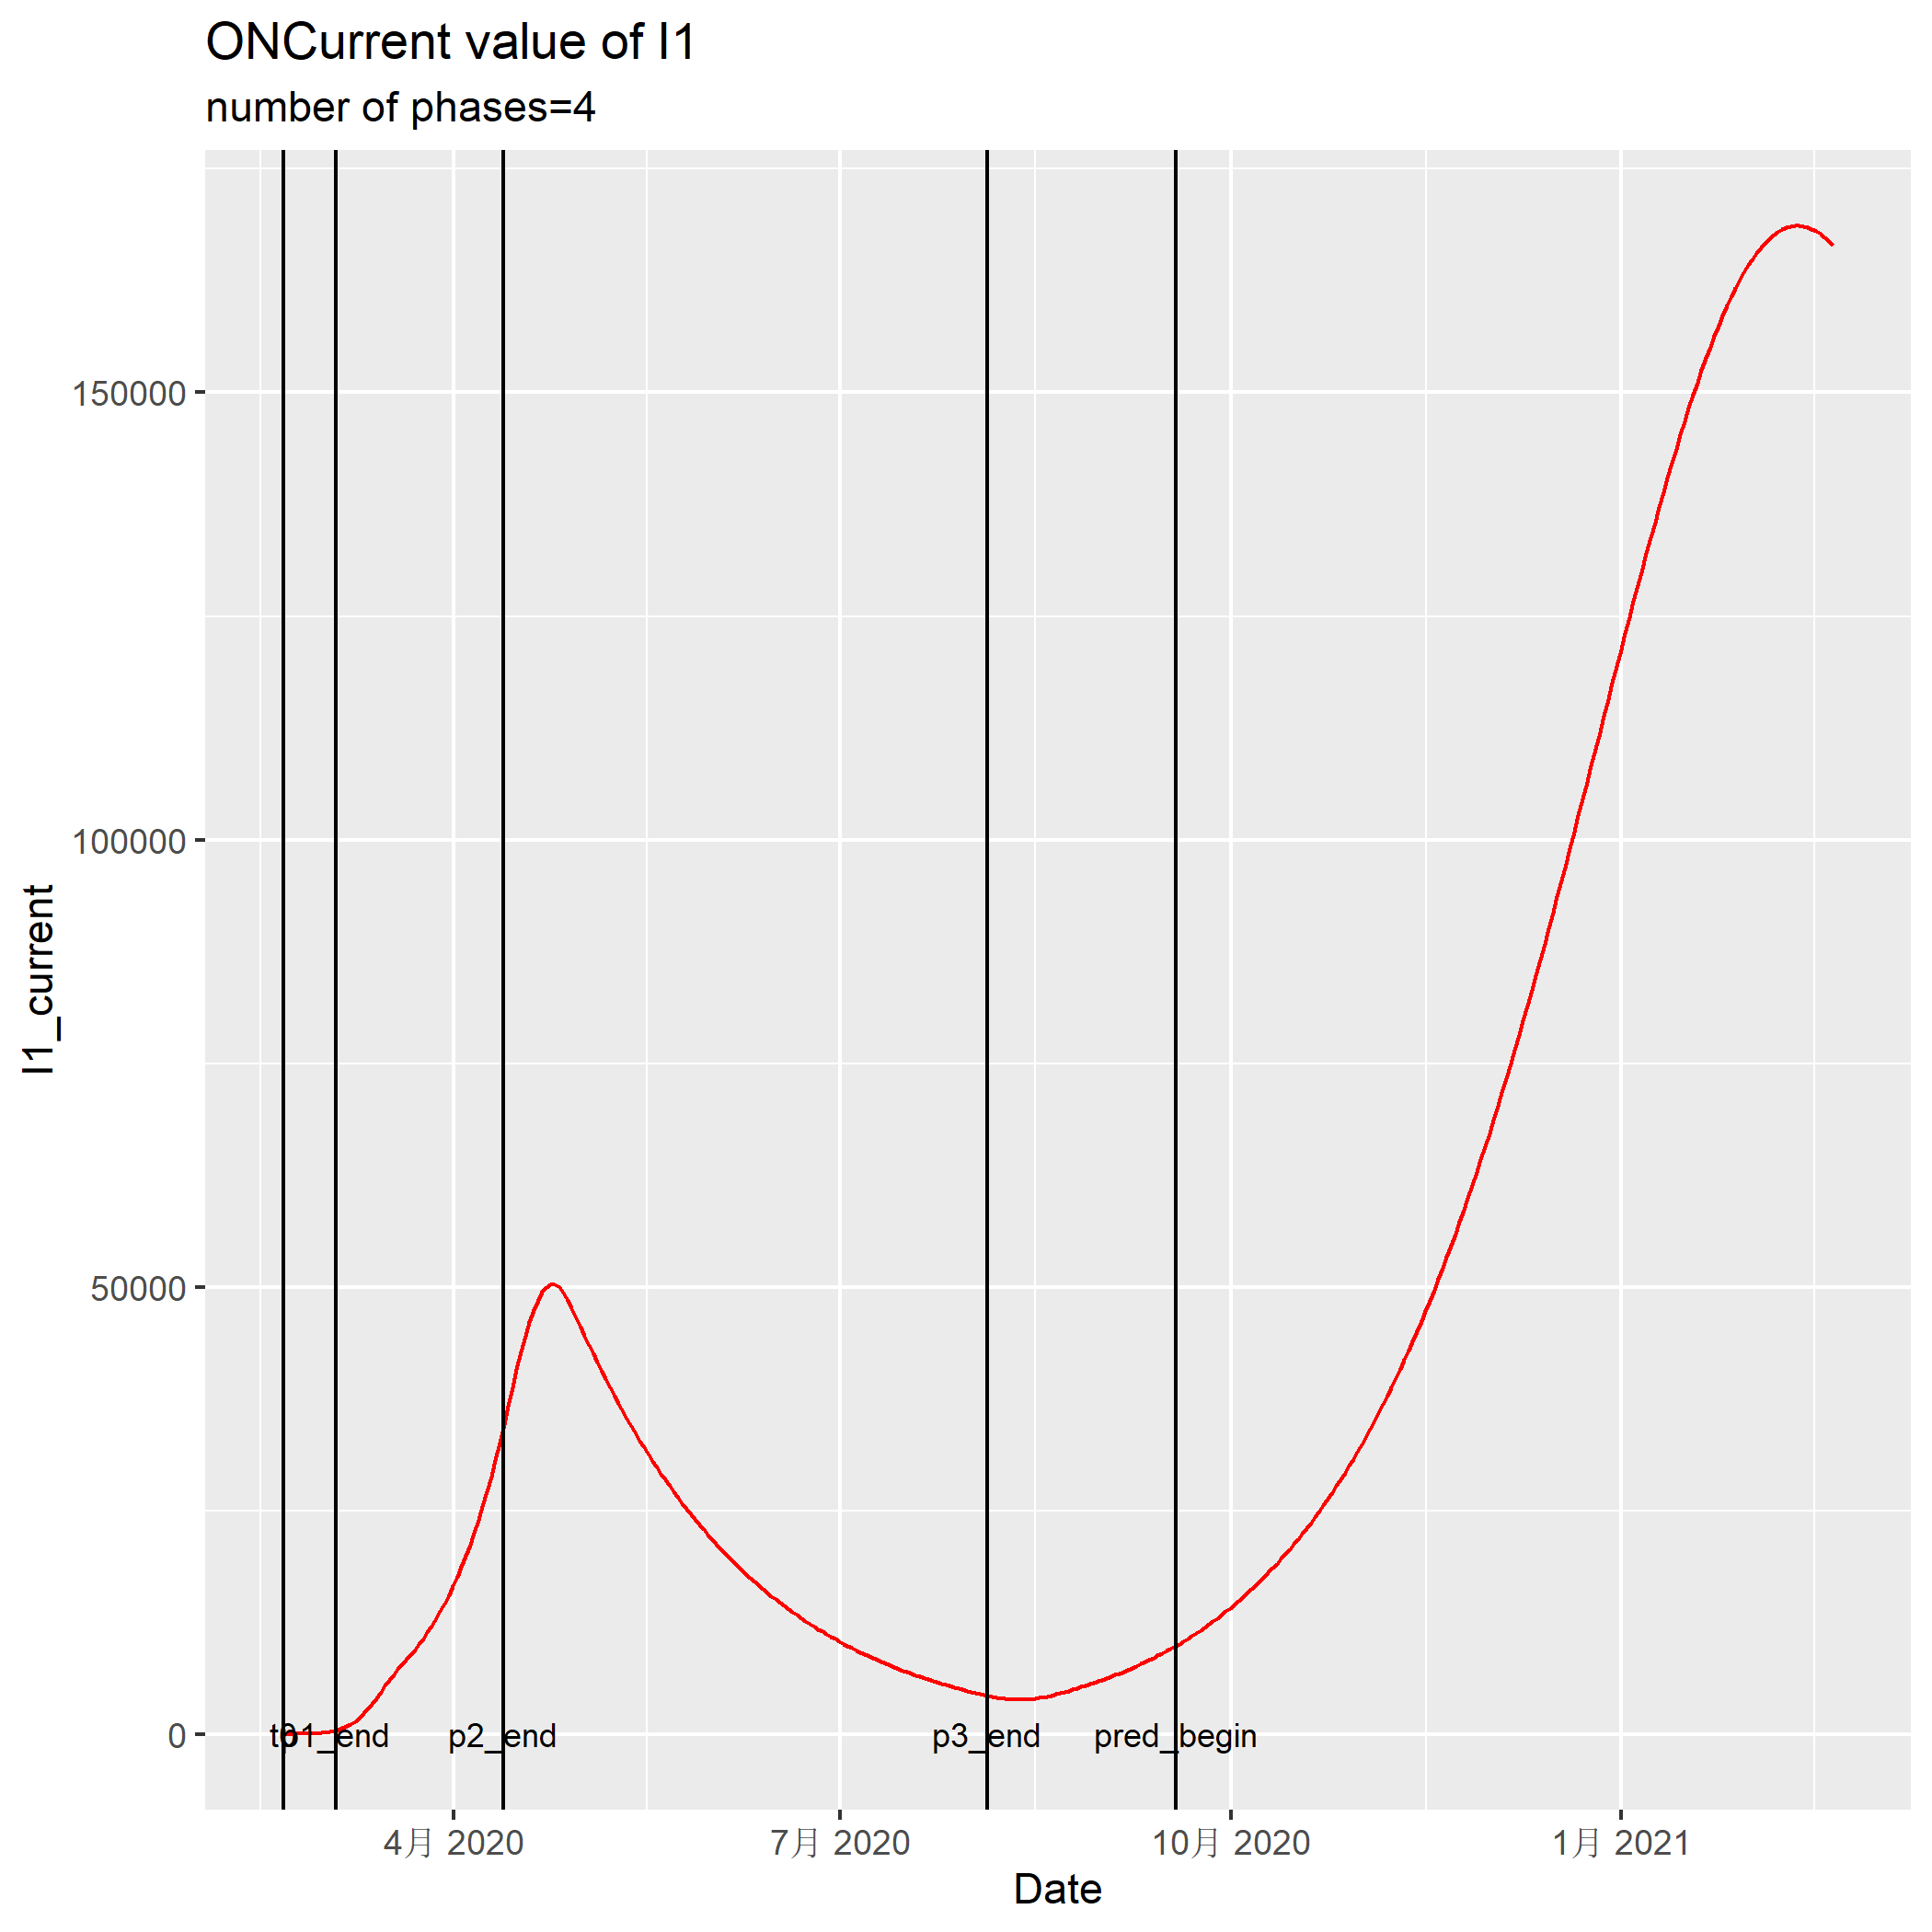 ONCurrent value of I1
number of phases=4
I1_current
150000
100000
50000
0
t0
p1_end
p2_end
p3_end
pred_begin
4月 2020
7月 2020
10月 2020
1月 2021
Date